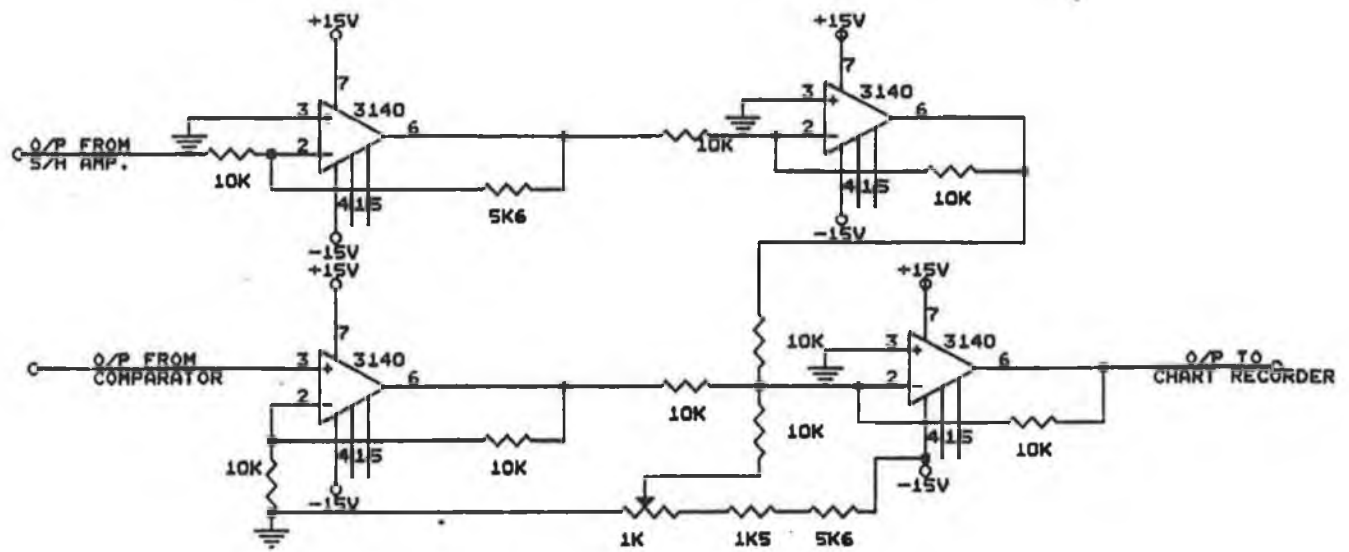 +15V
+15V
7
7
3
3140
3
3140
+
+
6
6
O/P FROM
S/H AMP.
2
-
10K
2
-
10K
4
1
5
5K6
4
1
5
10K
-15V
-15V
+15V
+15V
7
7
O/P FROM
COMPARATOR
3
3140
10K
3
3140
+
+
6
6
O/P TO
CHART RECORDER
2
-
10K
2
-
10K
4
1
5
10K
4
1
5
10K
10K
-15V
-15V
1K
1K5
5K6